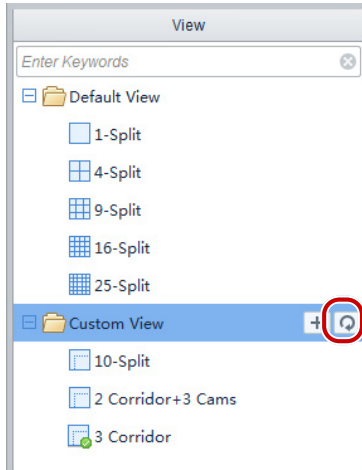 View
Enter Keywords
Default View
1-Split
4-Split
9-Split
16-Split
25-Split
Custom View
10-Split
2 Corridor+3 Cams
3 Corridor